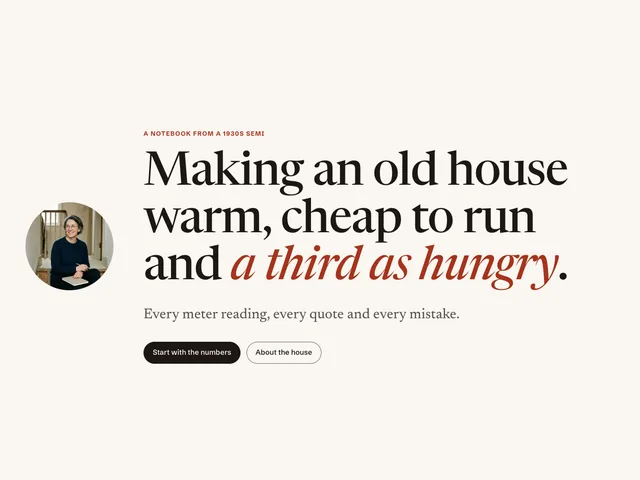 A NOTEBOOK FROM A 1930S SEMI
Making an old house
warm, cheap to run
and a third as hungry.
Every meter reading, every quote and every mistake.
Start with the numbers
About the house